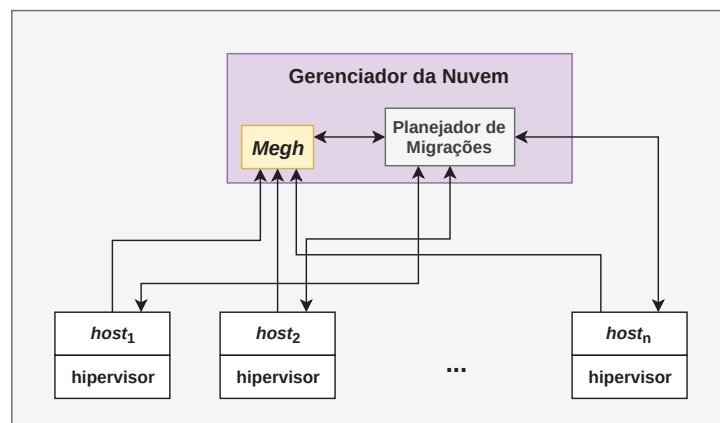 Gerenciador da Nuvem
Megh
Planejador de
Migrações
host1
host2
hostn
hipervisor
hipervisor
...
hipervisor